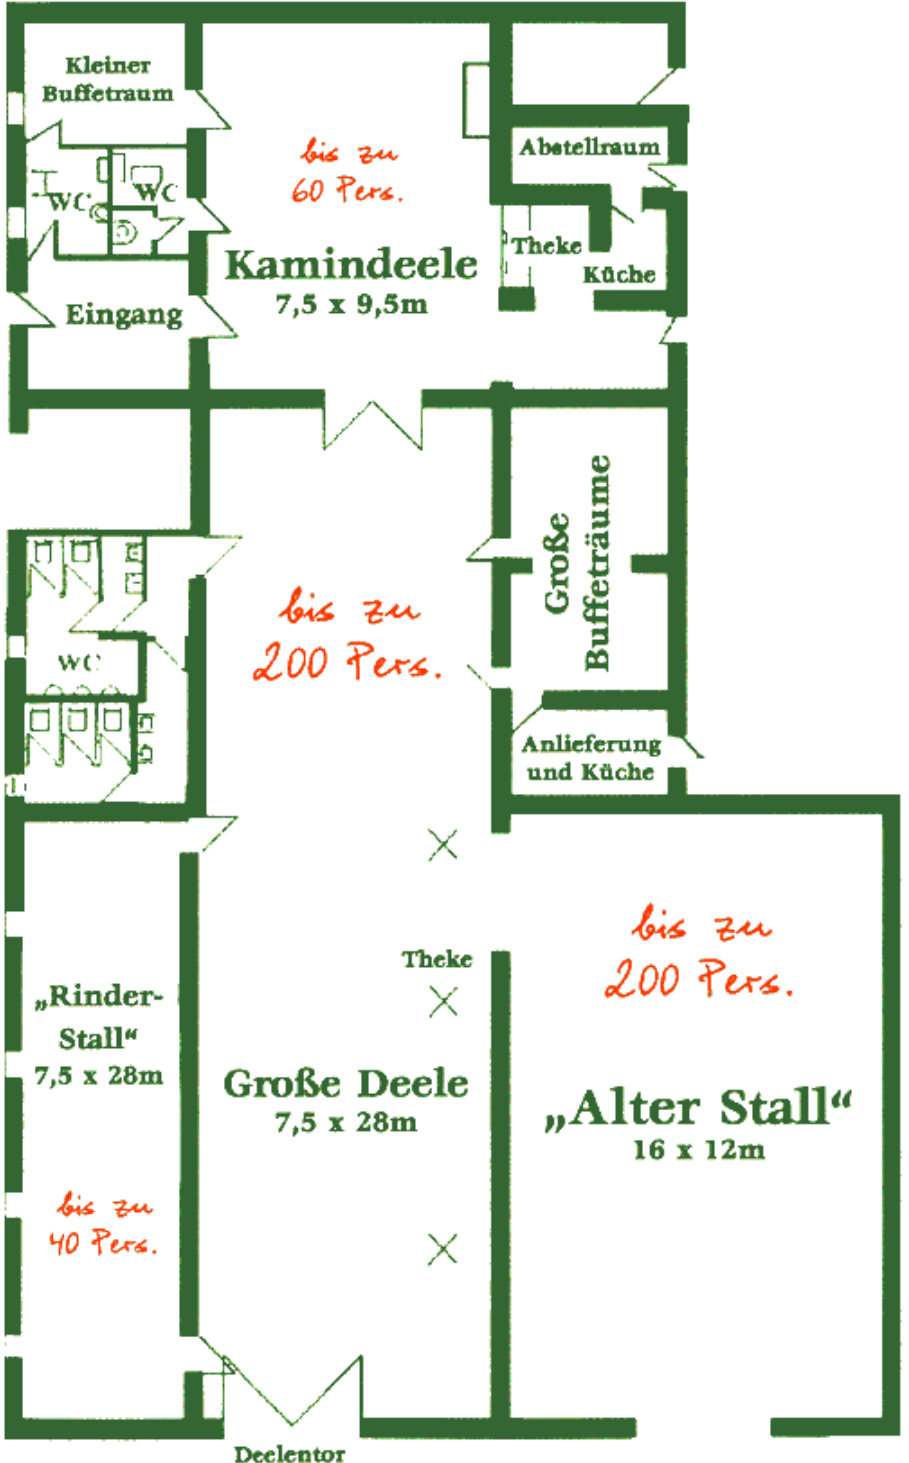 Kleiner
Buffetraum
bis zu
60 Pers.
Abstellraum
WC
WC
Theke
Küche
Kamindeele
7,5 x 9,5m
Eingang
Große
Buffeträume
bis zu
200 Pers.
WC
Anlieferung
und Küche
bis zu
200 Pers.
Theke
„Rinder-
Stall“
7,5 x 28m
Große Deele
7,5 x 28m
„Alter Stall“
16 x 12m
bis zu
40 Pers.
Deelentor